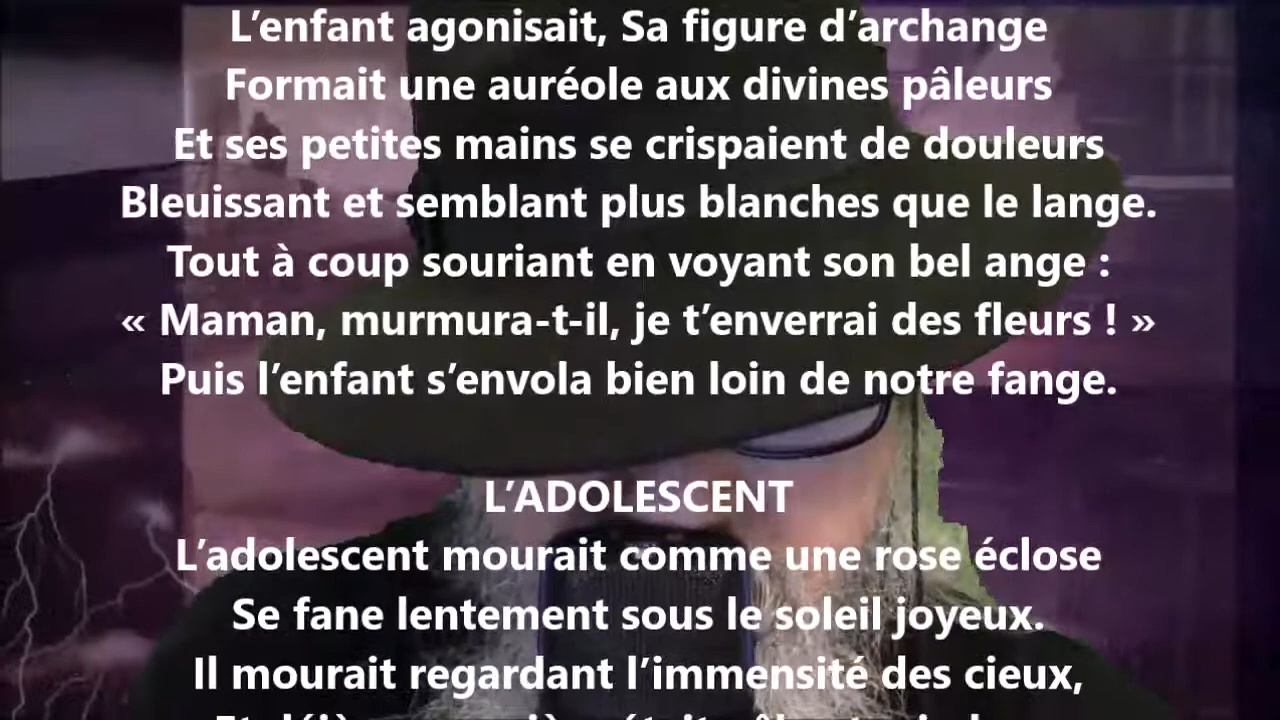 L’enfant agonisait, Sa figure d’archange
Formait une auréole aux divines pâleurs
Et ses petites mains se crispaient de douleurs
Bleuissant et semblant plus blanches que le lange.
Tout à coup souriant en voyant son bel ange :
« Maman, murmura-t-il, je t’enverrai des fleurs ! »
Puis l’enfant s’envola bien loin de notre fange.
L’ADOLESCENT
L’adolescent mourait comme une rose éclose
Se fane lentement sous le soleil joyeux.
Il mourait regardant l’immensité des cieux,